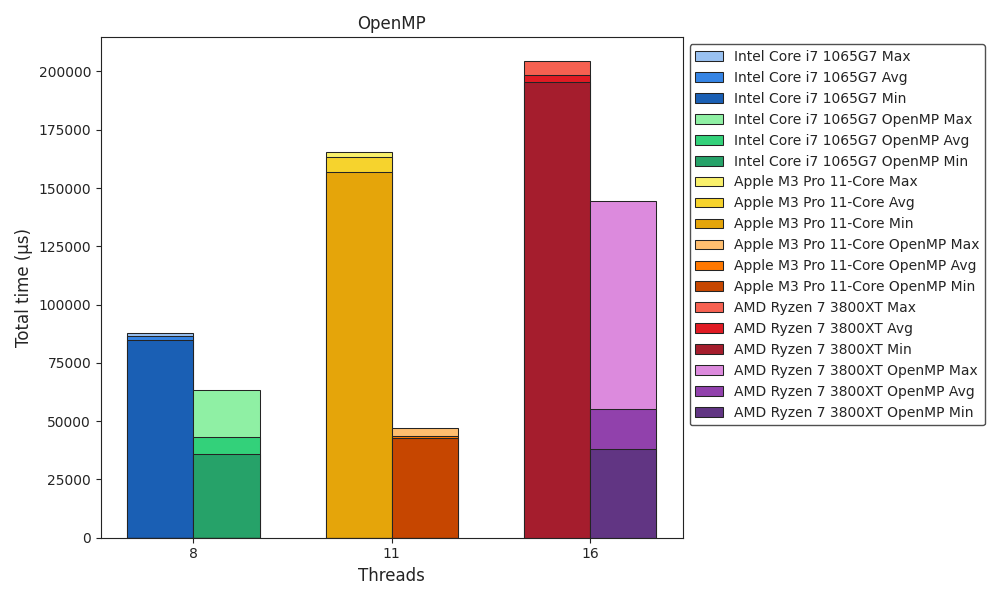 OpenMP
Total time (μs)
200000
175000
150000
125000
100000
75000
50000
25000
0
8
11
16
Threads
Intel Core i7 1065G7 Max
Intel Core i7 1065G7 Avg
Intel Core i7 1065G7 Min
Intel Core i7 1065G7 OpenMP Max
Intel Core i7 1065G7 OpenMP Avg
Intel Core i7 1065G7 OpenMP Min
Apple M3 Pro 11-Core Max
Apple M3 Pro 11-Core Avg
Apple M3 Pro 11-Core Min
Apple M3 Pro 11-Core OpenMP Max
Apple M3 Pro 11-Core OpenMP Avg
Apple M3 Pro 11-Core OpenMP Min
AMD Ryzen 7 3800XT Max
AMD Ryzen 7 3800XT Avg
AMD Ryzen 7 3800XT Min
AMD Ryzen 7 3800XT OpenMP Max
AMD Ryzen 7 3800XT OpenMP Avg
AMD Ryzen 7 3800XT OpenMP Min